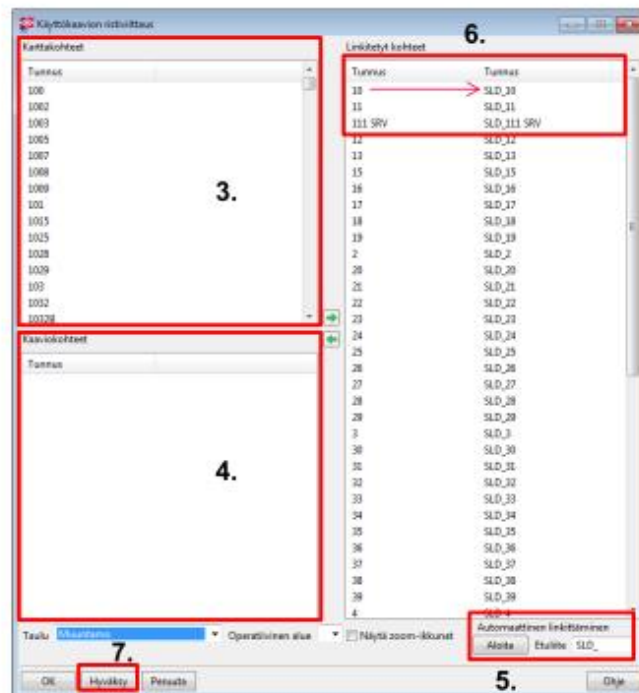 Käyttökaavion ristiviittaus
6.
Karttakohteet
Tunnus
100
1002
1003
1005
1007
1008
1009
101
1015
1025
1028
1029
103
1032
10328
3.
Kaaviokohteet
Tunnus
4.
Linkitetyt kohteet
Tunnus Tunnus
10 SLD_10
11 SLD_11
111 SRV SLD_111 SRV
12 SLD_12
13 SLD_13
15 SLD_15
16 SLD_16
17 SLD_17
18 SLD_18
19 SLD_19
2 SLD_2
20 SLD_20
21 SLD_21
22 SLD_22
23 SLD_23
24 SLD_24
25 SLD_25
26 SLD_26
27 SLD_27
28 SLD_28
29 SLD_29
3 SLD_3
30 SLD_30
31 SLD_31
32 SLD_32
33 SLD_33
34 SLD_34
35 SLD_35
36 SLD_36
37 SLD_37
38 SLD_38
39 SLD_39
4 SLD_4
Taulu Muuntamo Operatiivinen alue Näytä zoom-ikkunat
Automaattinen linkittäminen
Aloita Etuliite SLD_
7.
5.
OK Hyväksy Peruuta Ohje